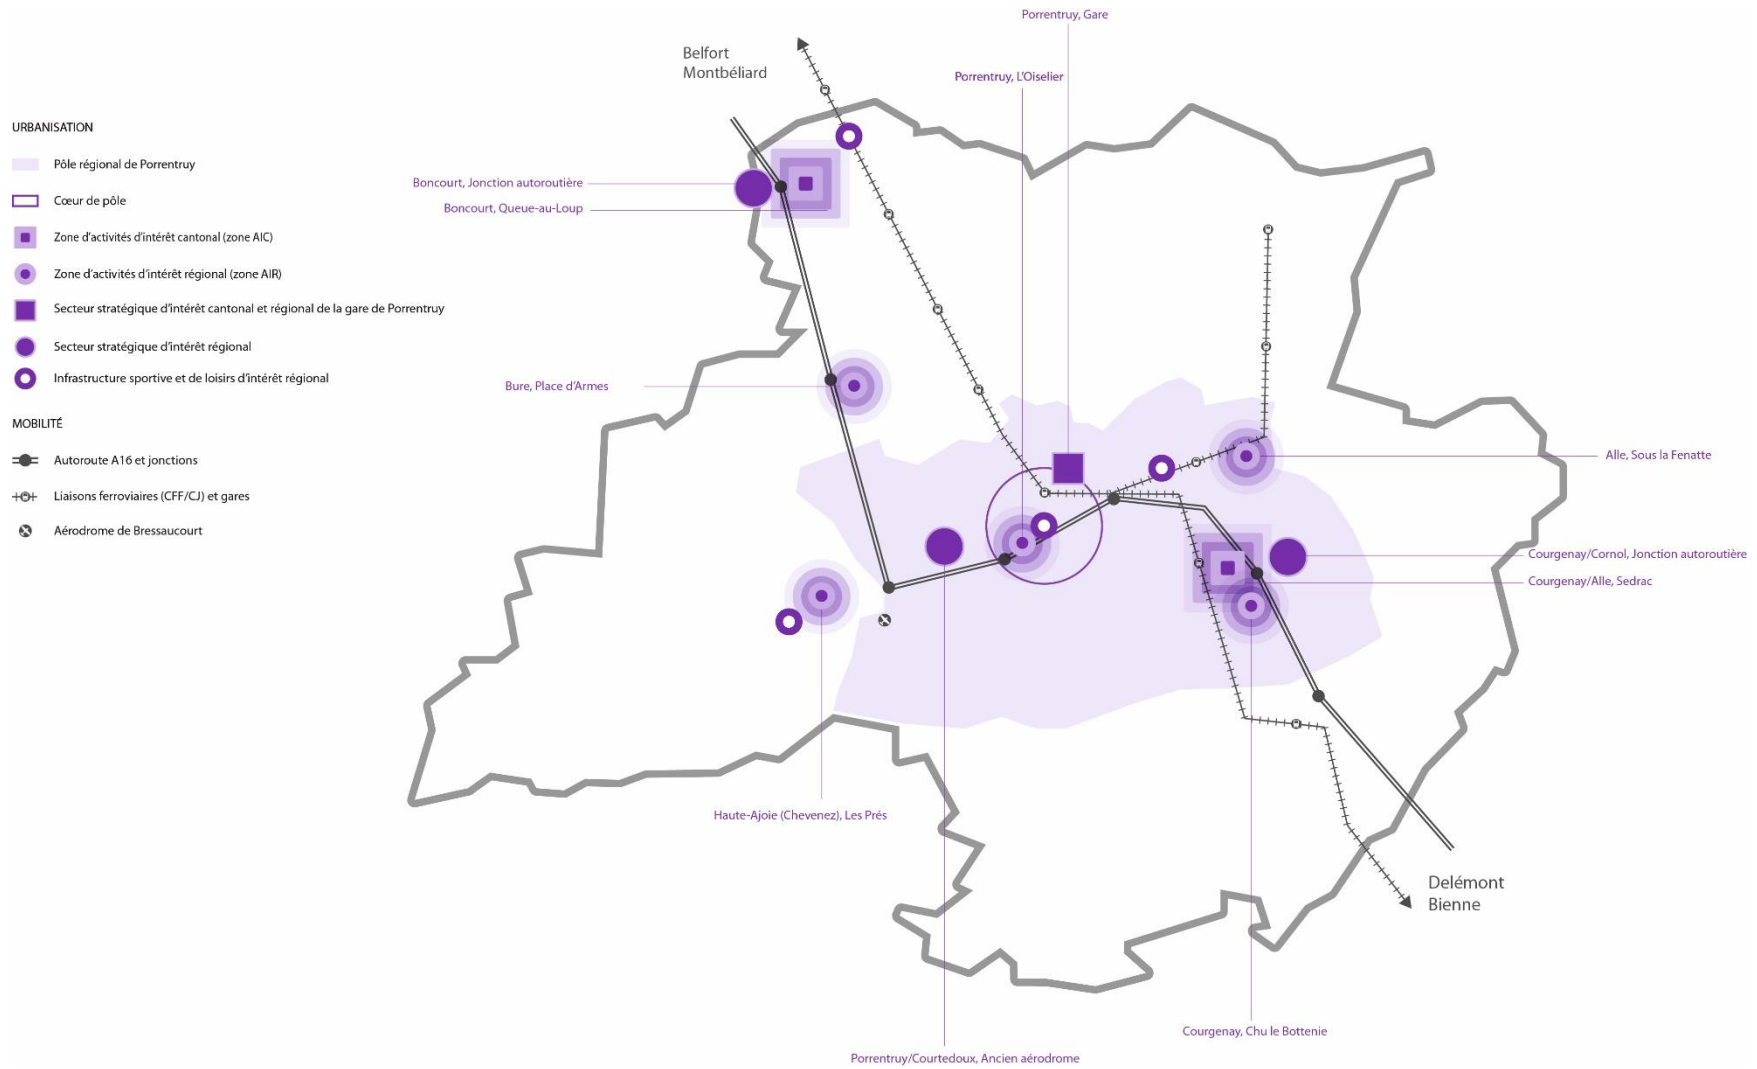 Porrentruy, Gare
Belfort
Montbéliard
Porrentruy, L'Oiselier
URBANISATION
Pôle régional de Porrentruy
Cœur de pôle
Zone d'activités d'intérêt cantonal (zone AIC)
Zone d'activités d'intérêt régional (zone AIR)
Secteur stratégique d'intérêt cantonal et régional de la gare de Porrentruy
Secteur stratégique d'intérêt régional
Infrastructure sportive et de loisirs d'intérêt régional
MOBILITÉ
Autoroute A16 et jonctions
Liaisons ferroviaires (CFF/CJ) et gares
Aérodrome de Bressaucourt
Boncourt, Jonction autoroutière
Boncourt, Queue-au-Loup
Bure, Place d'Armes
Alle, Sous la Fenatte
Courgenay/Cornol, Jonction autoroutière
Courgenay/Alle, Sedrac
Haute-Ajoie (Chevenez), Les Prés
Delémont
Bienne
Courgenay, Chu le Bottenie
Porrentruy/Courtedoux, Ancien aérodrome